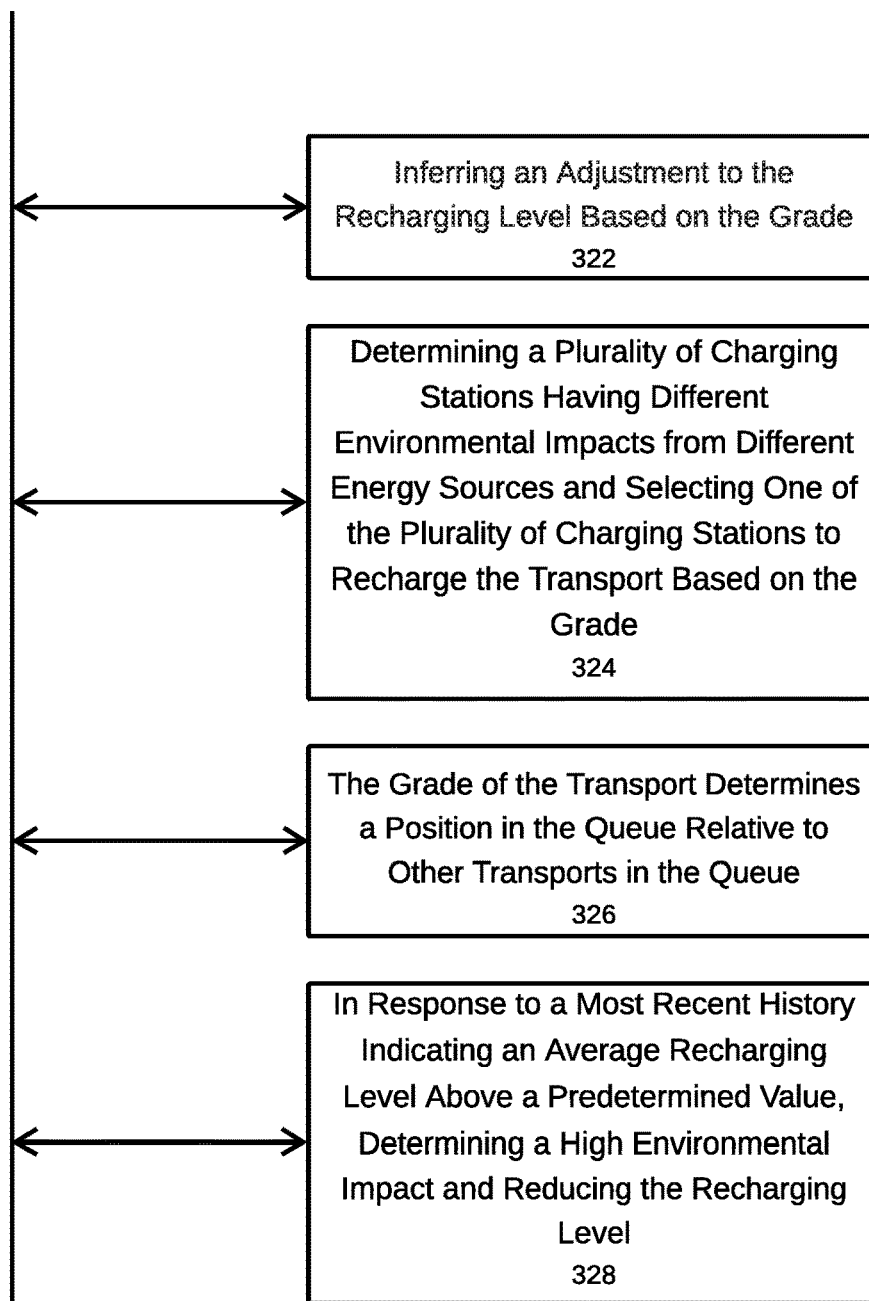 Inferring an Adjustment to the
Recharging Level Based on the Grade
322
Determining a Plurality of Charging
Stations Having Different
Environmental Impacts from Different
Energy Sources and Selecting One of
the Plurality of Charging Stations to
Recharge the Transport Based on the
Grade
324
The Grade of the Transport Determines
a Position in the Queue Relative to
Other Transports in the Queue
326
In Response to a Most Recent History
Indicating an Average Recharging
Level Above a Predetermined Value,
Determining a High Environmental
Impact and Reducing the Recharging
Level
328